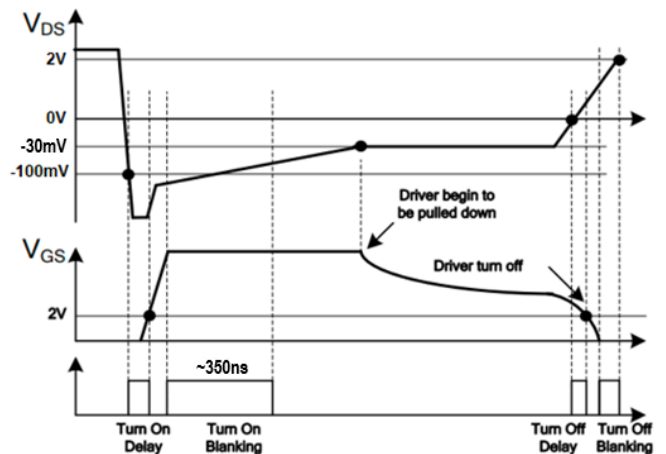 VDS
2V
0V
-30mV
-100mV
Driver begin to
be pulled down
VGS
Driver turn off
2V
~350ns
Turn On
Delay
Turn On
Blanking
Turn Off
Delay
Turn Off
Blanking